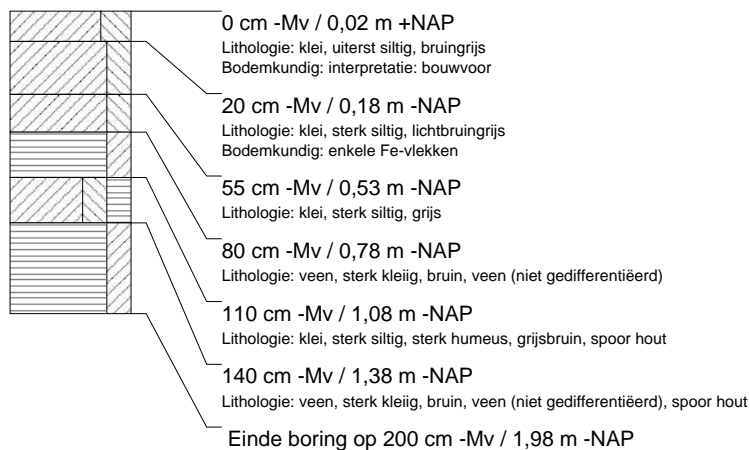 0 cm -Mv / 0,02 m +NAP
Lithologie: klei, uiterst siltig, bruingrijs
Bodemkundig: interpretatie: bouwvoor
20 cm -Mv / 0,18 m -NAP
Lithologie: klei, sterk siltig, lichtbruingrijs
Bodemkundig: enkele Fe-vlekken
55 cm -Mv / 0,53 m -NAP
Lithologie: klei, sterk siltig, grijs
80 cm -Mv / 0,78 m -NAP
Lithologie: veen, sterk kleiig, bruin, veen (niet gedifferentiëerd)
110 cm -Mv / 1,08 m -NAP
Lithologie: klei, sterk siltig, sterk humeus, grijsbruin, spoor hout
140 cm -Mv / 1,38 m -NAP
Lithologie: veen, sterk kleiig, bruin, veen (niet gedifferentiëerd), spoor hout
Einde boring op 200 cm -Mv / 1,98 m -NAP